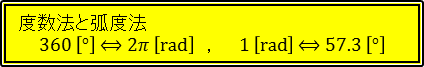 度数法と弧度法
360 [°] ⇔ 2π [rad] , 1 [rad] ⇔ 57.3 [°]